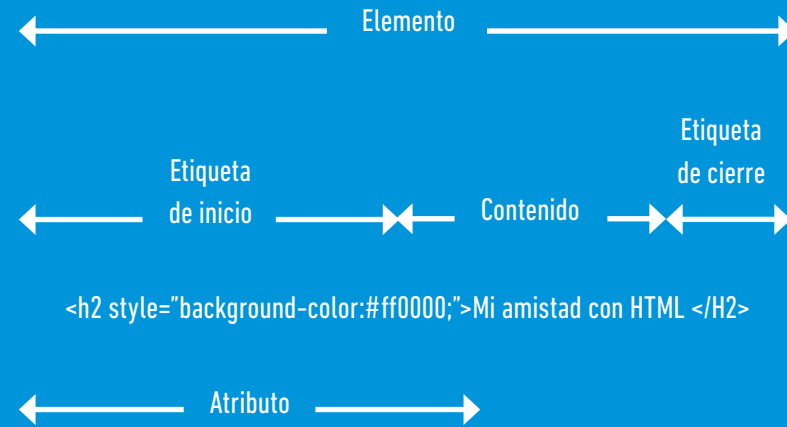 Elemento
Etiqueta
de cierre
Etiqueta
de inicio
Contenido
<h2 style=”background-color:#ff0000;”>Mi amistad con HTML </H2>
Atributo